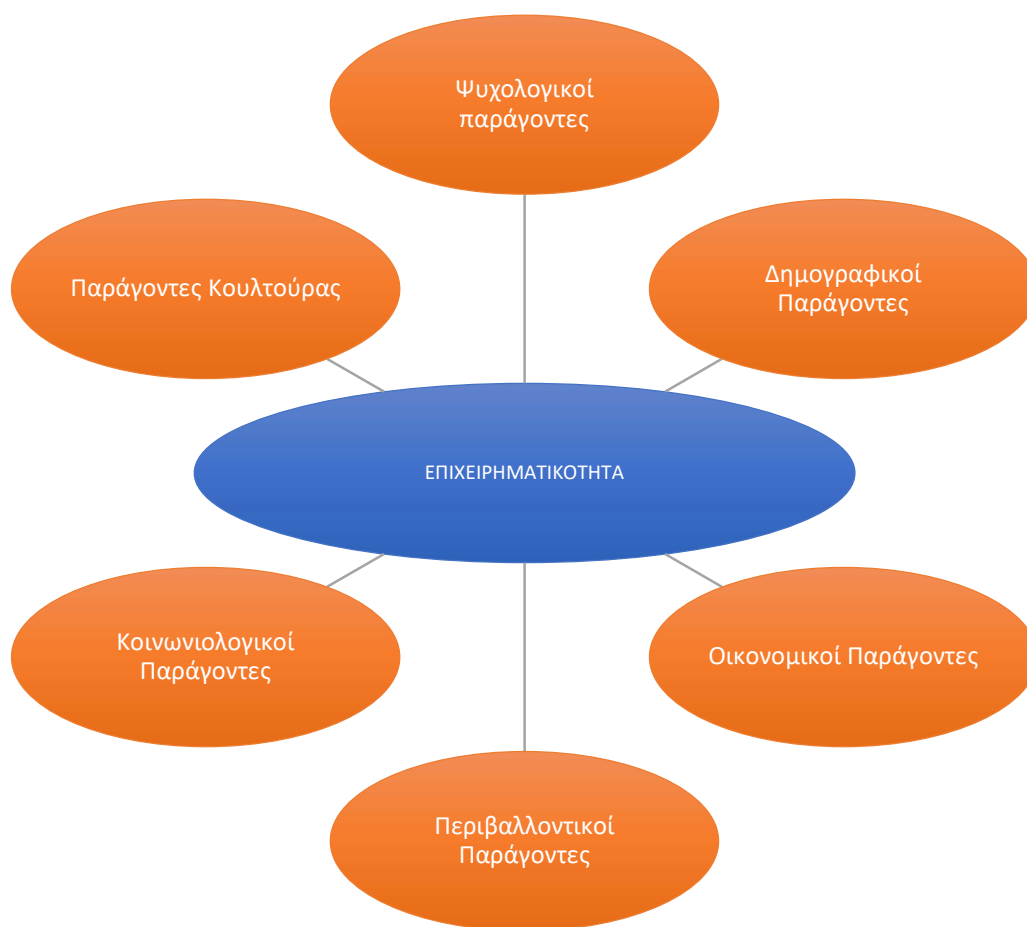 Ψυχολογικοί
παράγοντες
Παράγοντες Κουλτούρας
Δημογραφικοί
Παράγοντες
ΕΠΙΧΕΙΡΗΜΑΤΙΚΟΤΗΤΑ
Κοινωνιολογικοί
Παράγοντες
Οικονομικοί Παράγοντες
Περιβαλλοντικοί
Παράγοντες